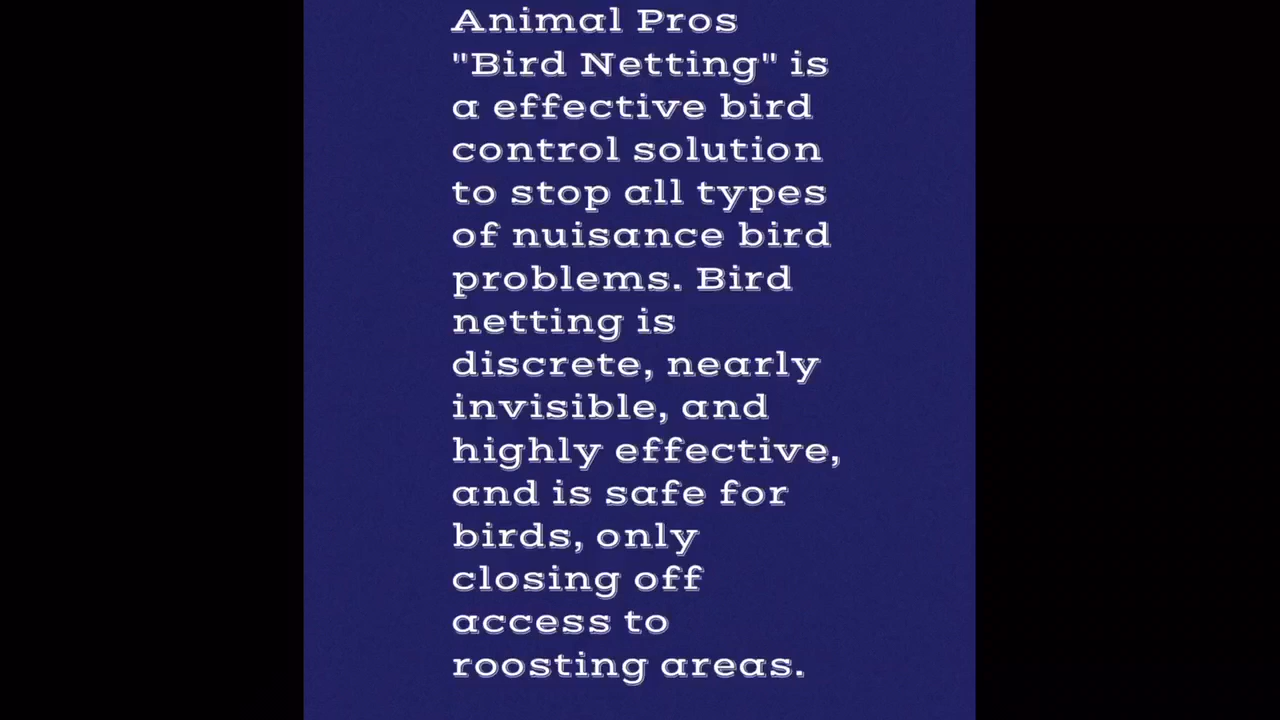 Animal Pros
"Bird Netting" is
a effective bird
control solution
to stop all types
of nuisance bird
problems. Bird
netting is
discrete, nearly
invisible, and
highly effective,
and is safe for
birds, only
closing off
access to
roosting areas.